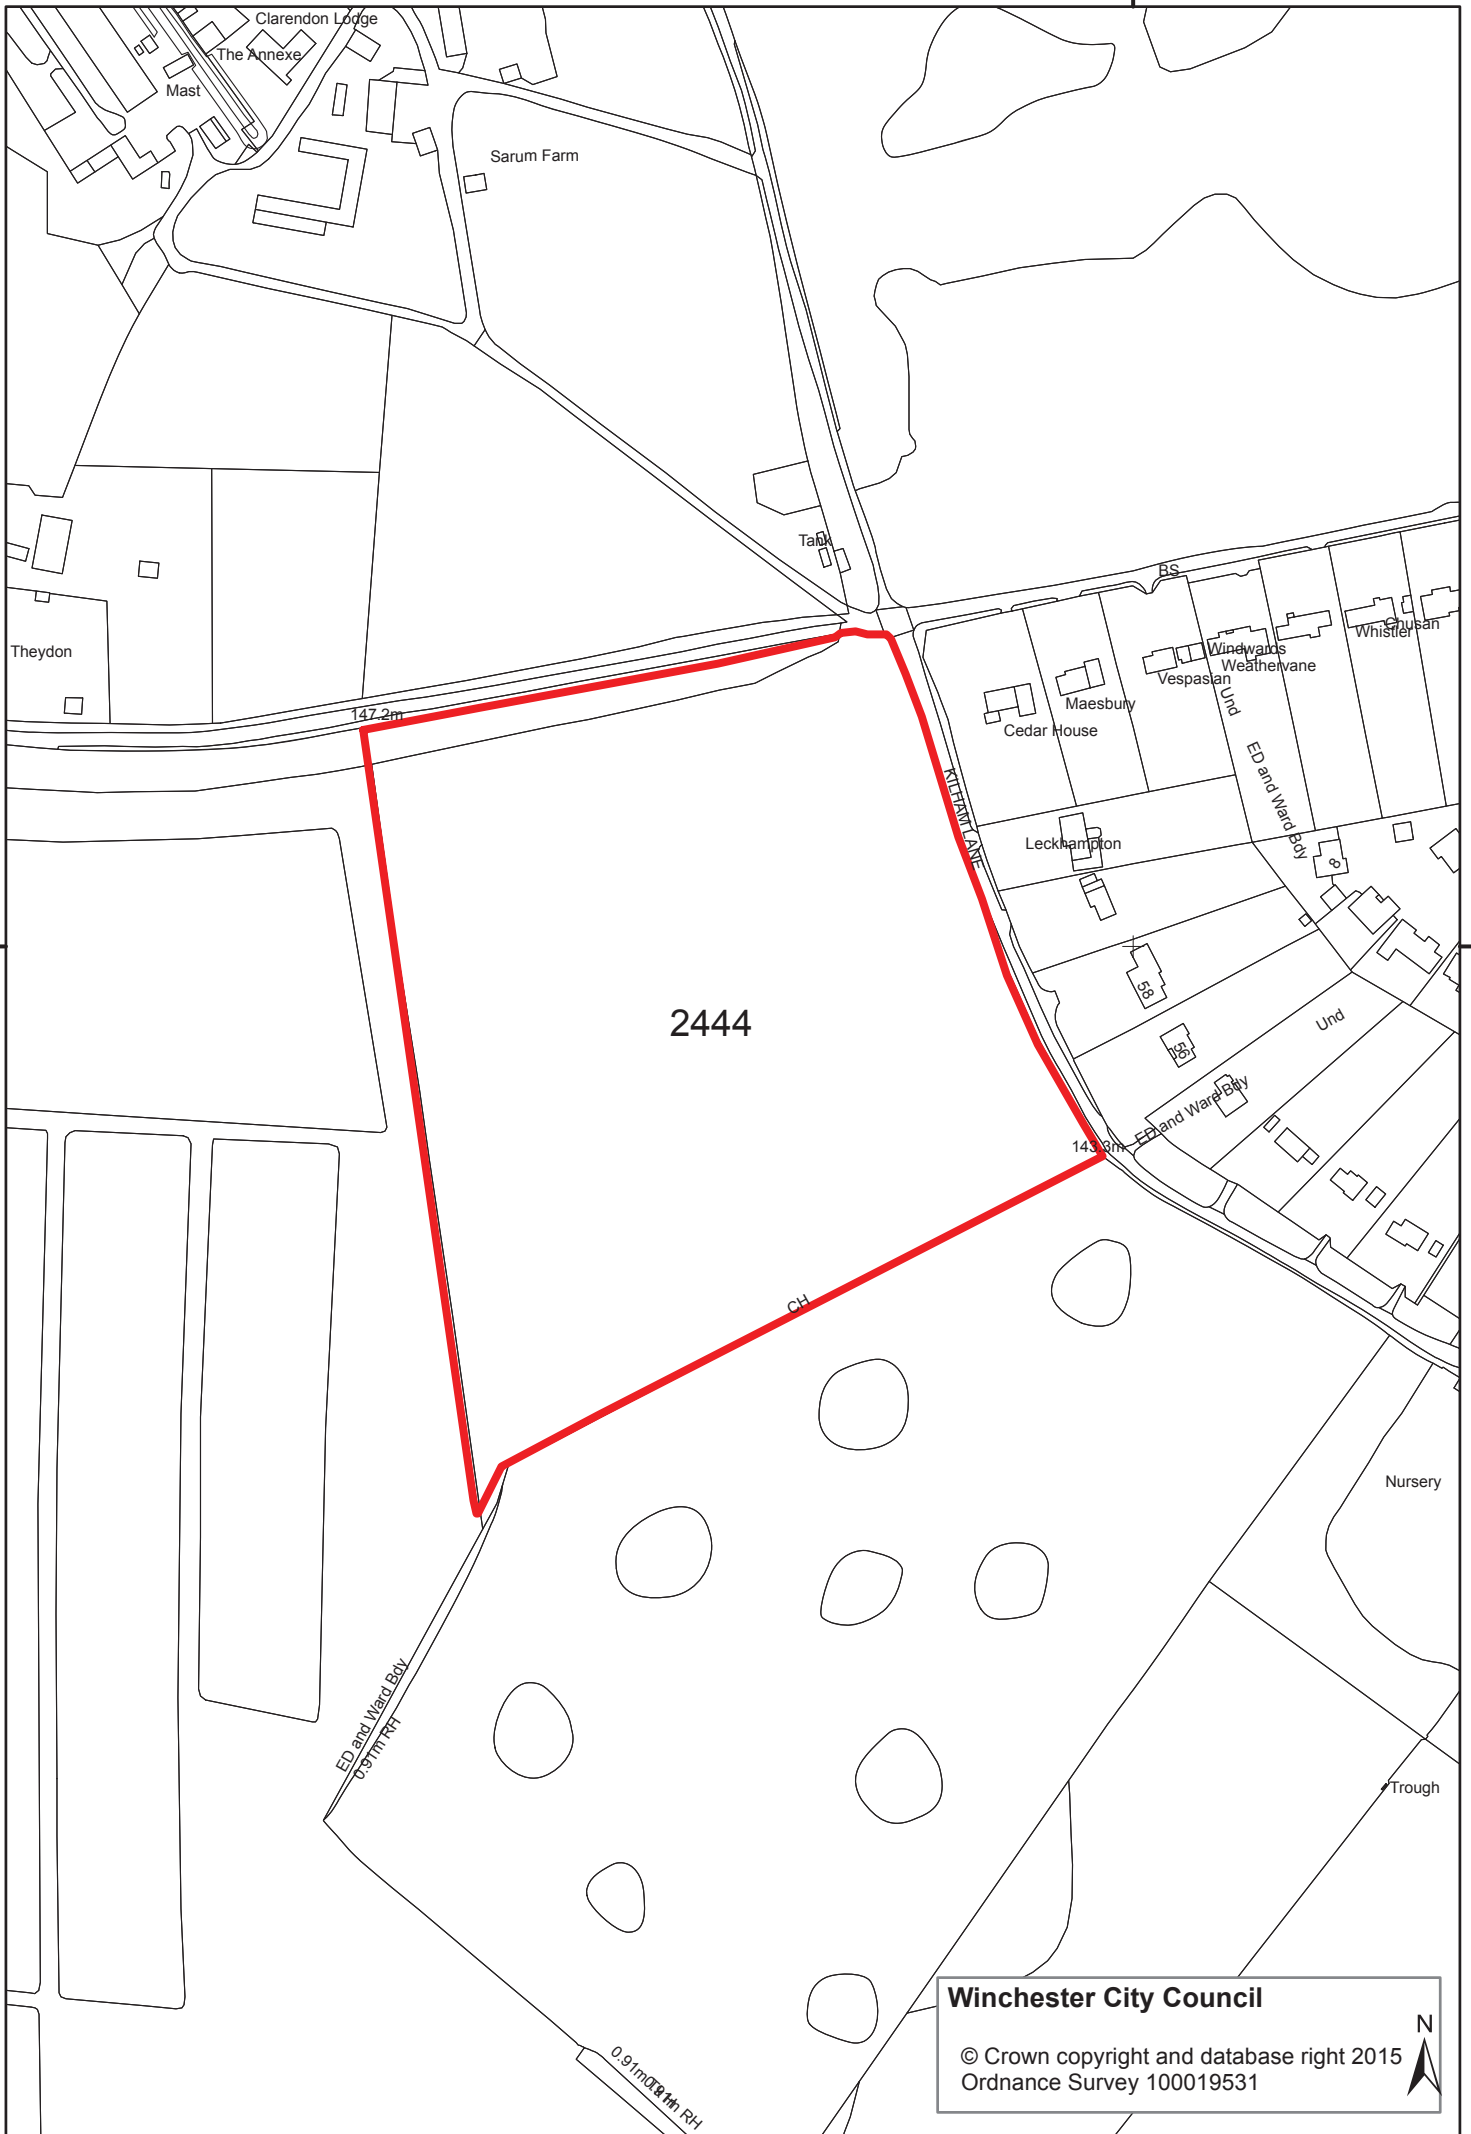 Clarendon Lodge
The Annexe
Mast
Sarum Farm
Tank
BS
Theydon
Chusan
Whistler
Windwards
Weathervane
Vespasian
Und
Maesbury
Cedar House
147.2m
ED and Ward Bdy
KILHAM LANE
Leckhampton
8
58
2444
Und
56
ED and Ward Bdy
143.3m
CH
Nursery
ED and Ward Bdy
0.91m RH
Trough
Winchester City Council
N
© Crown copyright and database right 2015
Ordnance Survey 100019531